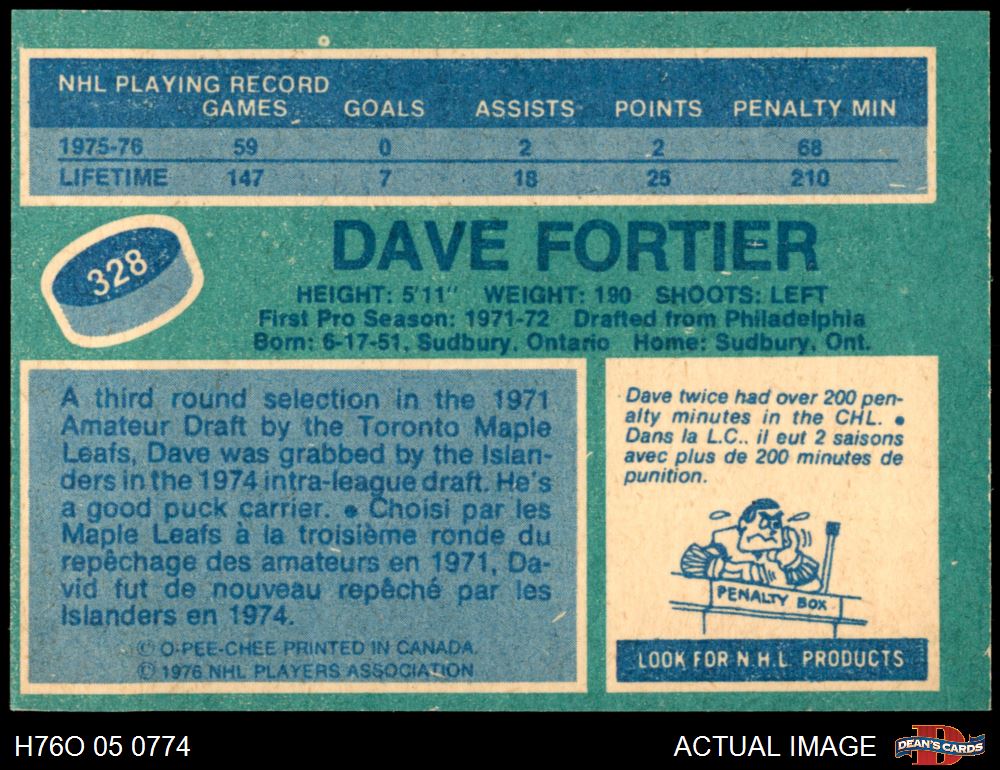 NHL PLAYING RECORD
GAMES GOALS ASSISTS POINTS PENALTY MIN
1975-76 59 0 2 2 68
LIFETIME 147 7 18 25 210
328
DAVE FORTIER
HEIGHT: 5'11" WEIGHT: 190 SHOOTS: LEFT
First Pro Season: 1971-72 Drafted from Philadelphia
Born: 6-17-51, Sudbury, Ontario Home: Sudbury, Ont.
A third round selection in the 1971
Amateur Draft by the Toronto Maple
Leafs, Dave was grabbed by the Islan-
ders in the 1974 intra-league draft. He's
a good puck carrier. • Choisi par les
Maple Leafs à la troisième ronde du
repêchage des amateurs en 1971, Da-
vid fut de nouveau repêché par les
Islanders en 1974.
© O-PEE-CHEE PRINTED IN CANADA.
© 1976 NHL PLAYERS ASSOCIATION
Dave twice had over 200 pen-
alty minutes in the CHL. •
Dans la L.C.. il eut 2 saisons
avec plus de 200 minutes de
punition.
PENALTY BOX
LOOK FOR N.H.L PRODUCTS
H76O 05 0774
ACTUAL IMAGE
D
DEAN'S CARDS